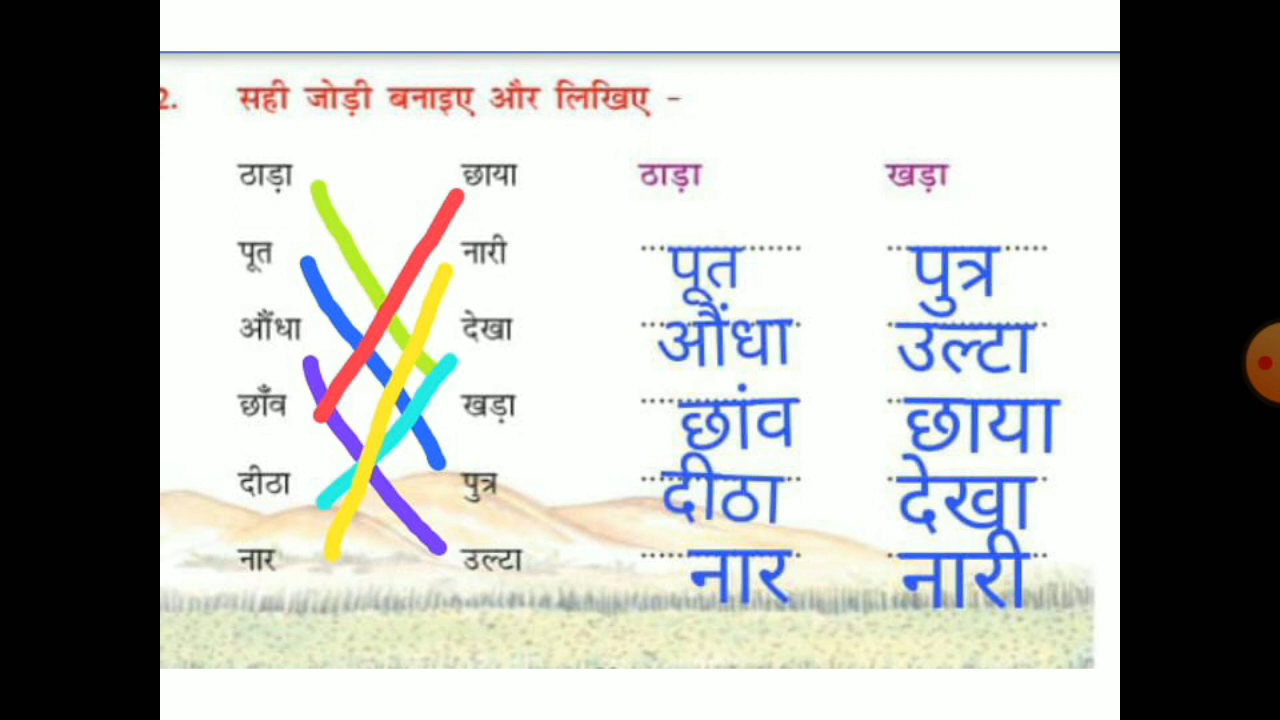 2. सही जोड़ी बनाइए और लिखिए -
ठाड़ा छाया ठाड़ा खड़ा
पूत नारी पूत पुत्र
औंधा देखा औंधा उल्टा
छाँव खड़ा छांव छाया
दीठा पुत्र दीठा देखा
नार उल्टा नार नारी